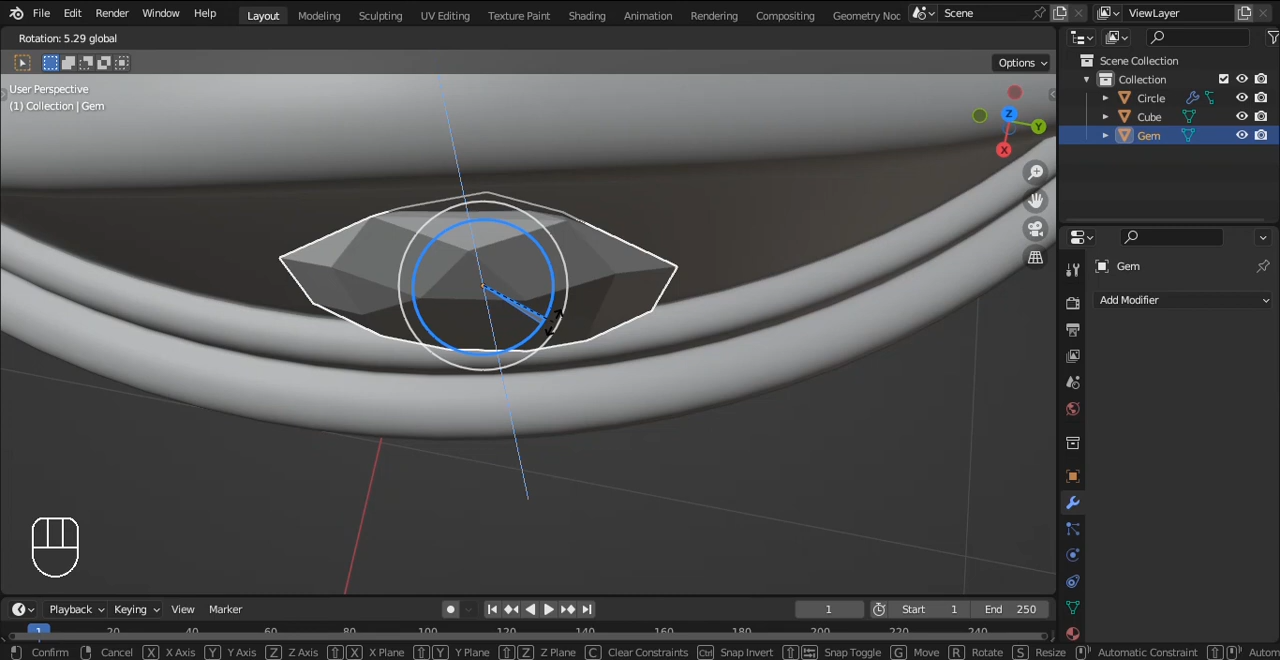 File Edit Render Window Help Layout Modeling Sculpting UV Editing Texture Paint Shading Animation Rendering Compositing Geometry Noc Scene ViewLayer
Rotation: 5.29 global
Options
User Perspective
(1) Collection | Gem
Z
Y
X
Scene Collection
Collection
Circle
Cube
Gem
Gem
Add Modifier
Playback Keying View Marker 1 Start 1 End 250
1 20 40 60 80 100 120 140 160 180 200 220 240
Confirm Cancel X X Axis Y Y Axis Z Z Axis X X Plane Y Y Plane Z Z Plane C Clear Constraints Ctrl Snap Invert Snap Toggle G Move R Rotate S Resize Automatic Constraint Autom